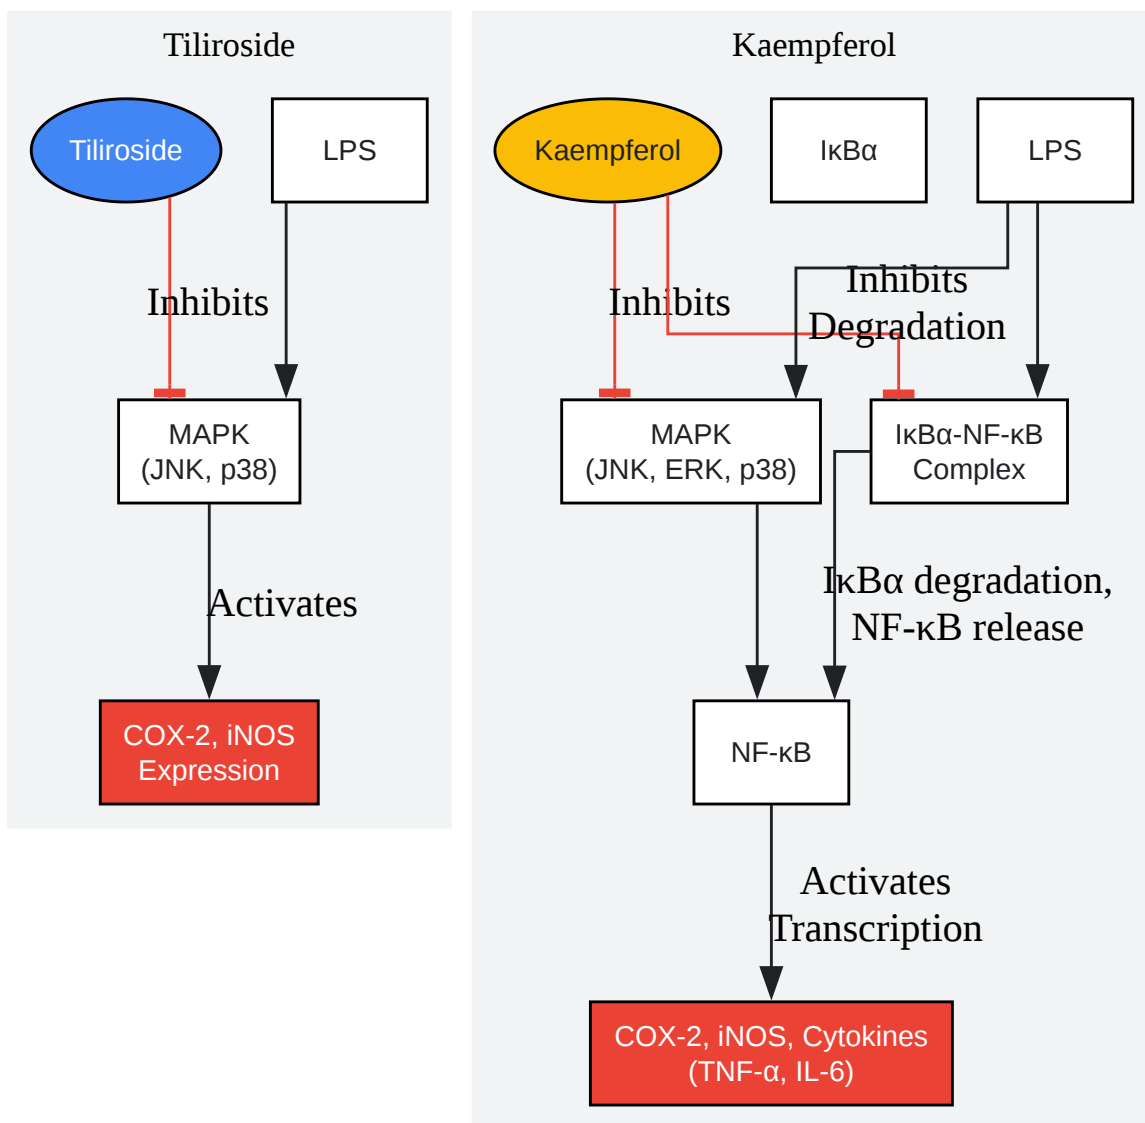 Tiliroside
Tiliroside
LPS
Inhibits
MAPK
(JNK, p38)
Activates
COX-2, iNOS
Expression
Kaempferol
Kaempferol
IκBα
LPS
Inhibits
Inhibits
Degradation
MAPK
(JNK, ERK, p38)
IκBα-NF-κB
Complex
IκBα degradation,
NF-κB release
NF-κB
Activates
Transcription
COX-2, iNOS, Cytokines
(TNF-α, IL-6)